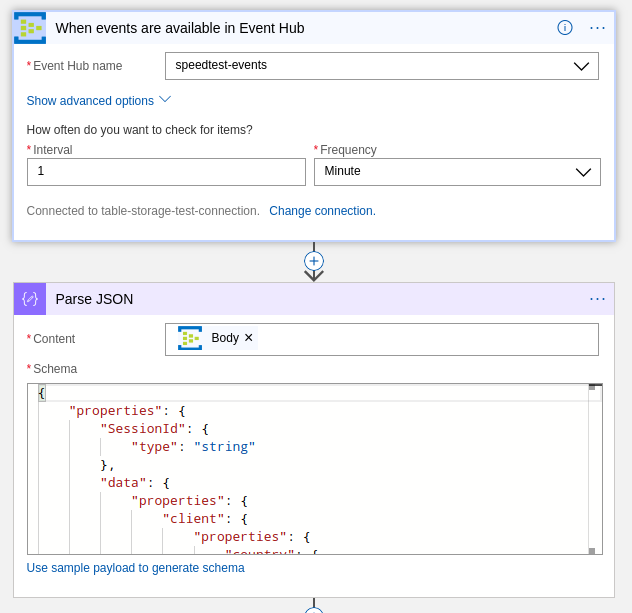 When events are available in Event Hub
* Event Hub name
speedtest-events
Show advanced options
How often do you want to check for items?
* Interval
* Frequency
1
Minute
Connected to table-storage-test-connection. Change connection.
Parse JSON
* Content
Body ×
* Schema
{
"properties": {
"SessionId": {
"type": "string"
},
"data": {
"properties": {
"client": {
"properties": {
"country": {
Use sample payload to generate schema